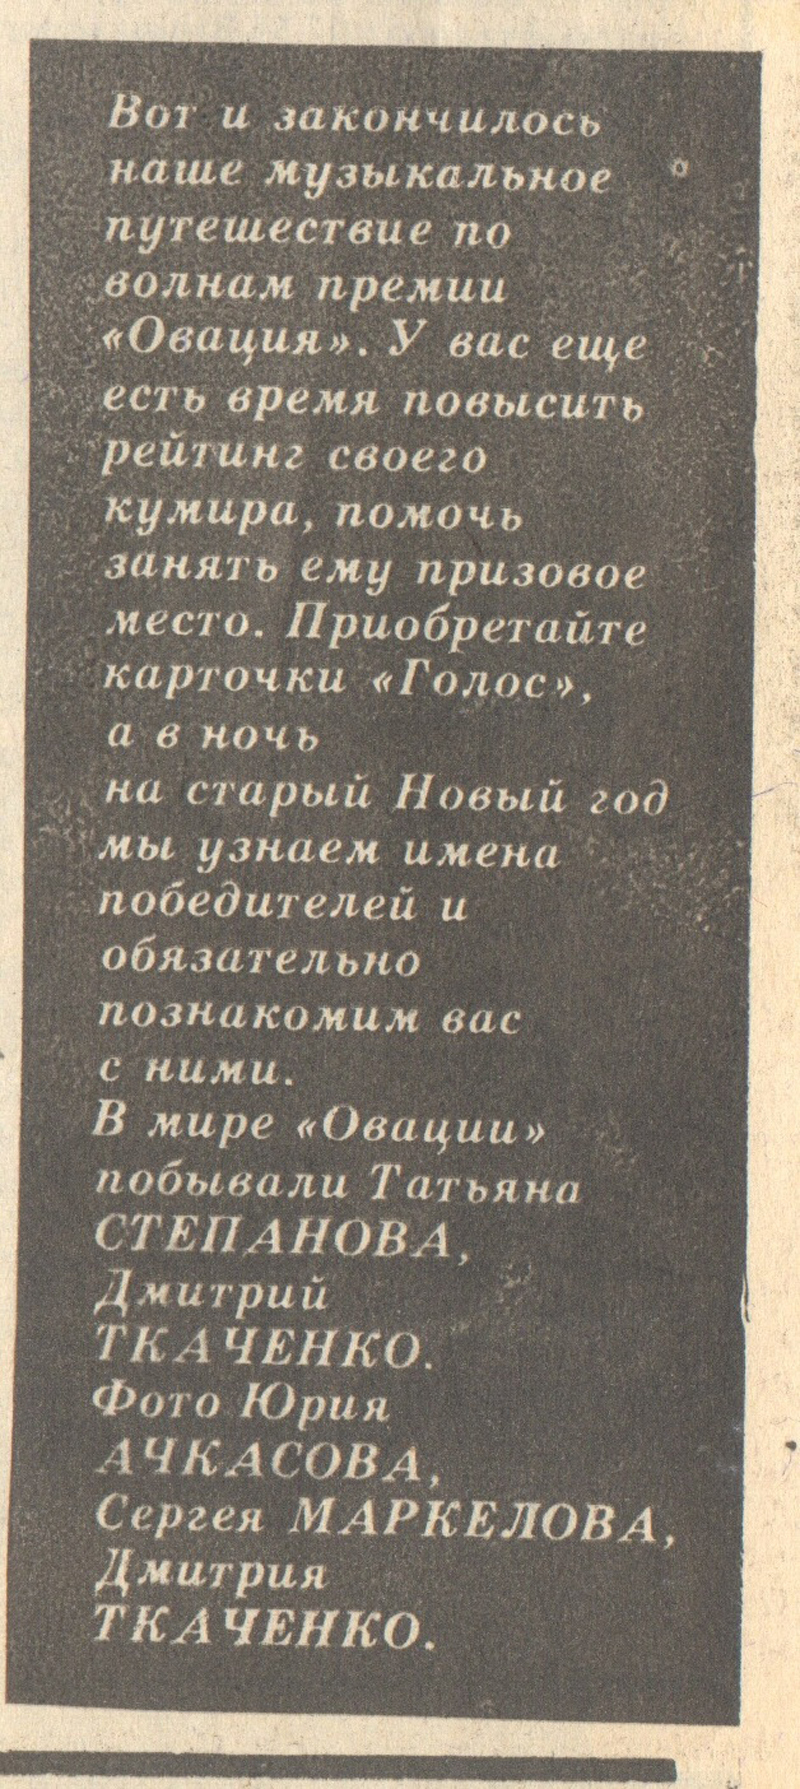 Вот и закончилось
наше музыкальное
путешествие по
волнам премии
«Овация». У вас еще
есть время повысить
рейтинг своего
кумира, помочь
занять ему призовое
место. Приобретайте
карточки «Голос»,
а в ночь
на старый Новый год
мы узнаем имена
победителей и
обязательно
познакомим вас
с ними.
В мире «Овации»
побывали Татьяна
СТЕПАНОВА,
Дмитрий
ТКАЧЕНКО.
Фото Юрия
АЧКАСОВА,
Сергея МАРКЕЛОВА,
Дмитрия
ТКАЧЕНКО.